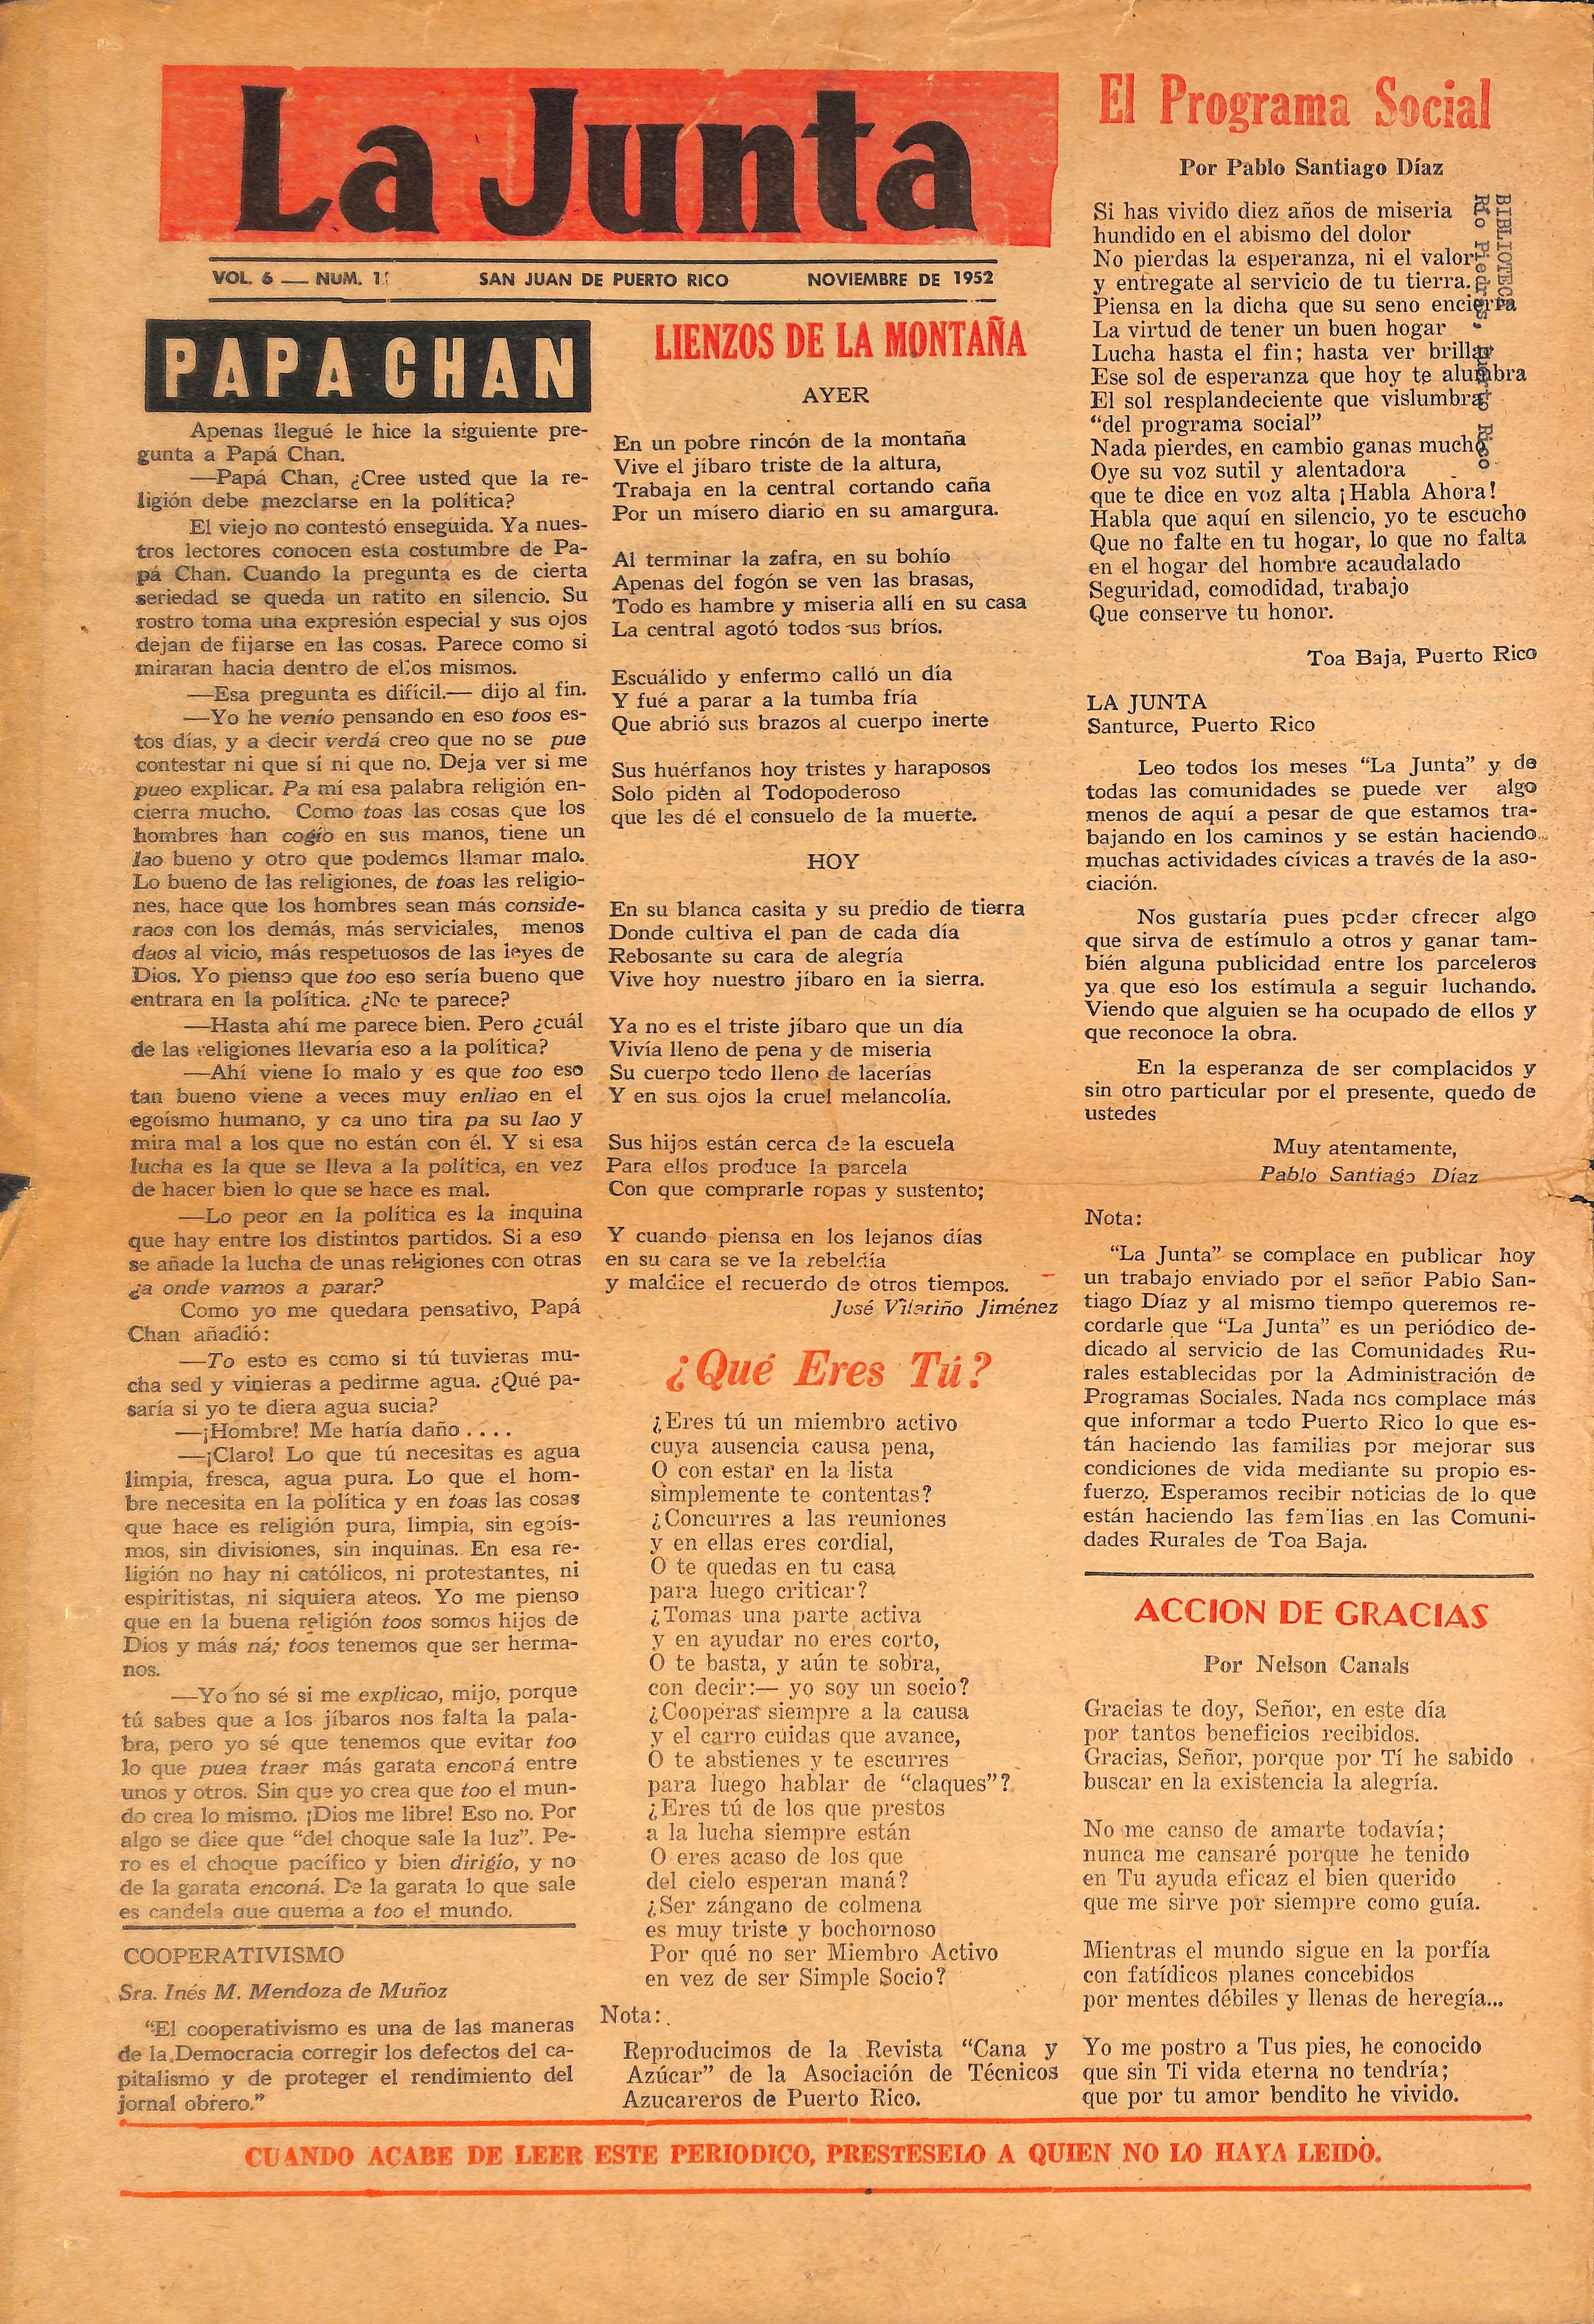 La Junta
VOL. 6 — NUM. 1
SAN JUAN DE PUERTO RICO
NOVIEMBRE DE 1952
PAPA CHAN
Apenas llegué le hice la siguiente pre-
gunta a Papá Chan.
—Papá Chan, ¿Cree usted que la re-
ligión debe mezclarse en la política?
El viejo no contestó enseguida. Ya nues-
tros lectores conocen esta costumbre de Pa-
pá Chan. Cuando la pregunta es de cierta
seriedad se queda un ratito en silencio. Su
rostro toma una expresión especial y sus ojos
dejan de fijarse en las cosas. Parece como si
miraran hacia dentro de ellos mismos.
—Esa pregunta es difícil.— dijo al fin.
—Yo he venío pensando en eso toos es-
tos días, y a decir verdá creo que no se pue
contestar ni que sí ni que no. Deja ver si me
pueo explicar. Pa mí esa palabra religión en-
cierra mucho. Como toas las cosas que los
hombres han cogío en sus manos, tiene un
lao bueno y otro que podemos llamar malo.
Lo bueno de las religiones, de toas las religio-
nes, hace que los hombres sean más conside-
raos con los demás, más serviciales, menos
daos al vicio, más respetuosos de las leyes de
Dios. Yo pienso que too eso sería bueno que
entrara en la política. ¿No te parece?
—Hasta ahí me parece bien. Pero ¿cuál
de las religiones llevaría eso a la política?
—Ahí viene lo malo y es que too eso
tan bueno viene a veces muy enliao en el
egoísmo humano, y ca uno tira pa su lao y
mira mal a los que no están con él. Y si esa
lucha es la que se lleva a la política, en vez
de hacer bien lo que se hace es mal.
—Lo peor en la política es la inquina
que hay entre los distintos partidos. Si a eso
se añade la lucha de unas religiones con otras
¿a onde vamos a parar?
Como yo me quedara pensativo, Papá
Chan añadió:
—To esto es como si tú tuvieras mu-
cha sed y vinieras a pedirme agua. ¿Qué pa-
saría si yo te diera agua sucia?
—¡Hombre! Me haría daño . . . .
—¡Claro! Lo que tú necesitas es agua
limpia, fresca, agua pura. Lo que el hom-
bre necesita en la política y en toas las cosas
que hace es religión pura, limpia, sin egoís-
mos, sin divisiones, sin inquinas. En esa re-
ligión no hay ni católicos, ni protestantes, ni
espiritistas, ni siquiera ateos. Yo me pienso
que en la buena religión toos somos hijos de
Dios y más ná; toos tenemos que ser herma-
nos.
—Yo no sé si me explicao, mijo, porque
tú sabes que a los jíbaros nos falta la pala-
bra, pero yo sé que tenemos que evitar too
lo que puea traer más garata enconá entre
unos y otros. Sin que yo crea que too el mun-
do crea lo mismo. ¡Dios me libre! Eso no. Por
algo se dice que “del choque sale la luz”. Pe-
ro es el choque pacífico y bien dirigío, y no
de la garata enconá. De la garata lo que sale
es candela que quema a too el mundo.
COOPERATIVISMO
Sra. Inés M. Mendoza de Muñoz
“El cooperativismo es una de las maneras
de la Democracia corregir los defectos del ca-
pitalismo y de proteger el rendimiento del
jornal obrero.”
LIENZOS DE LA MONTAÑA
AYER
En un pobre rincón de la montaña
Vive el jíbaro triste de la altura,
Trabaja en la central cortando caña
Por un mísero diario en su amargura.
Al terminar la zafra, en su bohío
Apenas del fogón se ven las brasas,
Todo es hambre y miseria allí en su casa
La central agotó todos sus bríos.
Escuálido y enfermo calló un día
Y fué a parar a la tumba fría
Que abrió sus brazos al cuerpo inerte
Sus huérfanos hoy tristes y haraposos
Solo pidèn al Todopoderoso
que les dé el consuelo de la muerte.
HOY
En su blanca casita y su predio de tierra
Donde cultiva el pan de cada día
Rebosante su cara de alegría
Vive hoy nuestro jíbaro en la sierra.
Ya no es el triste jíbaro que un día
Vivía lleno de pena y de miseria
Su cuerpo todo lleno de lacerías
Y en sus ojos la cruel melancolía.
Sus hijos están cerca de la escuela
Para ellos produce la parcela
Con que comprarle ropas y sustento;
Y cuando piensa en los lejanos días
en su cara se ve la rebeldía
y maldice el recuerdo de otros tiempos.
José Vilariño Jiménez
¿Qué Eres Tú?
¿Eres tú un miembro activo
cuya ausencia causa pena,
O con estar en la lista
simplemente te contentas?
¿Concurres a las reuniones
y en ellas eres cordial,
O te quedas en tu casa
para luego criticar?
¿Tomas una parte activa
y en ayudar no eres corto,
O te basta, y aún te sobra,
con decir:— yo soy un socio?
¿Cooperas siempre a la causa
y el carro cuidas que avance,
O te abstienes y te escurres
para luego hablar de “claques”?
¿Eres tú de los que prestos
a la lucha siempre están
O eres acaso de los que
del cielo esperan maná?
¿Ser zángano de colmena
es muy triste y bochornoso
Por qué no ser Miembro Activo
en vez de ser Simple Socio?
Nota:
Reproducimos de la Revista “Cana y
Azúcar” de la Asociación de Técnicos
Azucareros de Puerto Rico.
El Programa Social
Por Pablo Santiago Díaz
Si has vivido diez años de miseria
hundido en el abismo del dolor
No pierdas la esperanza, ni el valor
y entregate al servicio de tu tierra.
Piensa en la dicha que su seno encierra
La virtud de tener un buen hogar
Lucha hasta el fin; hasta ver brillar
Ese sol de esperanza que hoy te alumbra
El sol resplandeciente que vislumbra
“del programa social”
Nada pierdes, en cambio ganas mucho
Oye su voz sutil y alentadora
que te dice en voz alta ¡Habla Ahora!
Habla que aquí en silencio, yo te escucho
Que no falte en tu hogar, lo que no falta
en el hogar del hombre acaudalado
Seguridad, comodidad, trabajo
Que conserve tu honor.
Toa Baja, Puerto Rico
BIBLIOTECA
Río Piedras, Puerto Rico
LA JUNTA
Santurce, Puerto Rico
Leo todos los meses “La Junta” y de
todas las comunidades se puede ver algo
menos de aquí a pesar de que estamos tra-
bajando en los caminos y se están haciendo
muchas actividades cívicas a través de la aso-
ciación.
Nos gustaría pues poder ofrecer algo
que sirva de estímulo a otros y ganar tam-
bién alguna publicidad entre los parceleros
ya que eso los estímula a seguir luchando.
Viendo que alguien se ha ocupado de ellos y
que reconoce la obra.
En la esperanza de ser complacidos y
sin otro particular por el presente, quedo de
ustedes
Muy atentamente,
Pablo Santiago Díaz
Nota:
“La Junta” se complace en publicar hoy
un trabajo enviado por el señor Pablo San-
tiago Díaz y al mismo tiempo queremos re-
cordarle que “La Junta” es un periódico de-
dicado al servicio de las Comunidades Ru-
rales establecidas por la Administración de
Programas Sociales. Nada nos complace más
que informar a todo Puerto Rico lo que es-
tán haciendo las familias por mejorar sus
condiciones de vida mediante su propio es-
fuerzo. Esperamos recibir noticias de lo que
están haciendo las familias en las Comuni-
dades Rurales de Toa Baja.
ACCION DE GRACIAS
Por Nelson Canals
Gracias te doy, Señor, en este día
por tantos beneficios recibidos.
Gracias, Señor, porque por Tí he sabido
buscar en la existencia la alegría.
No me canso de amarte todavía;
nunca me cansaré porque he tenido
en Tu ayuda eficaz el bien querido
que me sirve por siempre como guía.
Mientras el mundo sigue en la porfía
con fatídicos planes concebidos
por mentes débiles y llenas de heregía...
Yo me postro a Tus pies, he conocido
que sin Ti vida eterna no tendría;
que por tu amor bendito he vivido.
CUANDO ACABE DE LEER ESTE PERIODICO, PRESTESELO A QUIEN NO LO HAYA LEIDO.